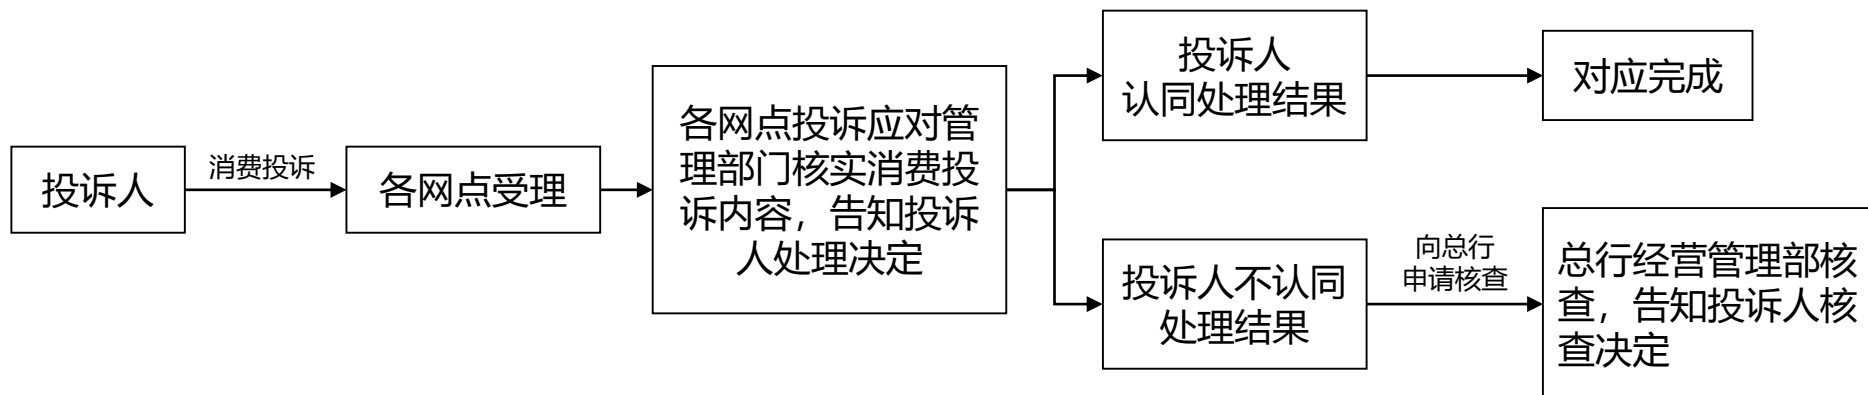 投诉人
消费投诉
各网点受理
各网点投诉应对管
理部门核实消费投
诉内容，告知投诉
人处理决定
投诉人
认同处理结果
对应完成
投诉人不认同
处理结果
向总行
申请核查
总行经营管理部核
查，告知投诉人核
查决定